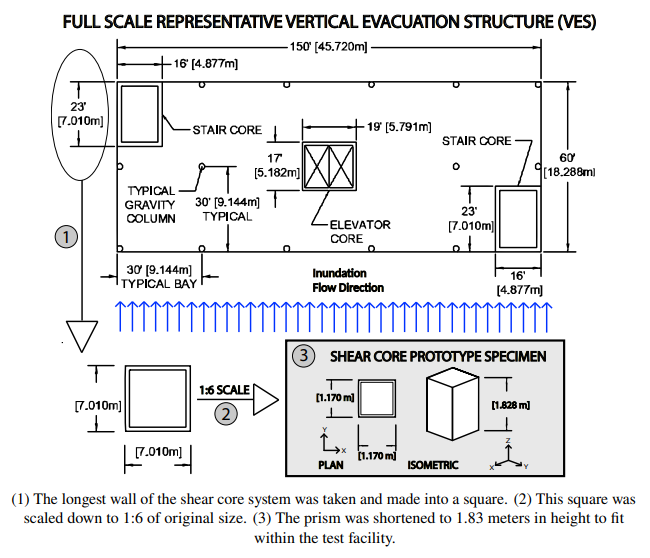 FULL SCALE REPRESENTATIVE VERTICAL EVACUATION STRUCTURE (VES)
150' [45.720m]
16' [4.877m]
23'
[7.010m]
STAIR CORE
19' [5.791m]
17'
[5.182m]
STAIR CORE
60'
[18.288m]
TYPICAL
GRAVITY
COLUMN
30' [9.144m]
TYPICAL
ELEVATOR
CORE
23'
[7.010m]
1
30' [9.144m]
TYPICAL BAY
Inundation
Flow Direction
16'
[4.877m]
[7.010m]
[7.010m]
1:6 SCALE
2
3
SHEAR CORE PROTOTYPE SPECIMEN
[1.170 m]
[1.170 m]
[1.828 m]
Y
X
PLAN
ISOMETRIC
Z
X
Y
(1) The longest wall of the shear core system was taken and made into a square. (2) This square was
scaled down to 1:6 of original size. (3) The prism was shortened to 1.83 meters in height to fit
within the test facility.